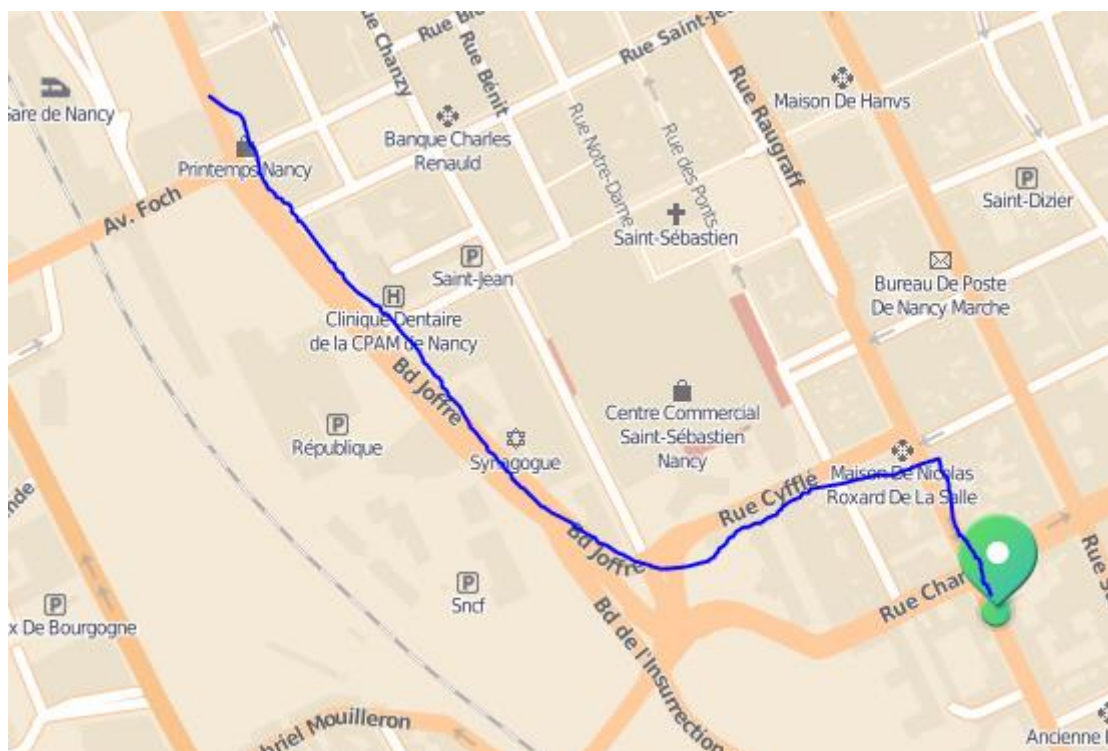 Rue Saint-Je
Rue Chanzy
Rue Bénit
Rue Raugraff
Maison De Hanvs
Gare de Nancy
Rue Notre-Dame
Rue des Ponts
Banque Charles
Renauld
Printemps Nancy
Av. Foch
Saint-Dizier
Saint-Sébastien
Saint-Jean
Bureau De Poste
De Nancy Marche
Clinique Dentaire
de la CPAM de Nancy
Bd Joffre
Centre Commercial
Saint-Sébastien
Nancy
République
Synagogue
Maison De Nicolas
Roxard De La Salle
Rue Cyfflé
Bd Joffre
Sncf
Rue Char
x De Bourgogne
Bd de l'Insurrection
briel Mouilleron
Ancienne